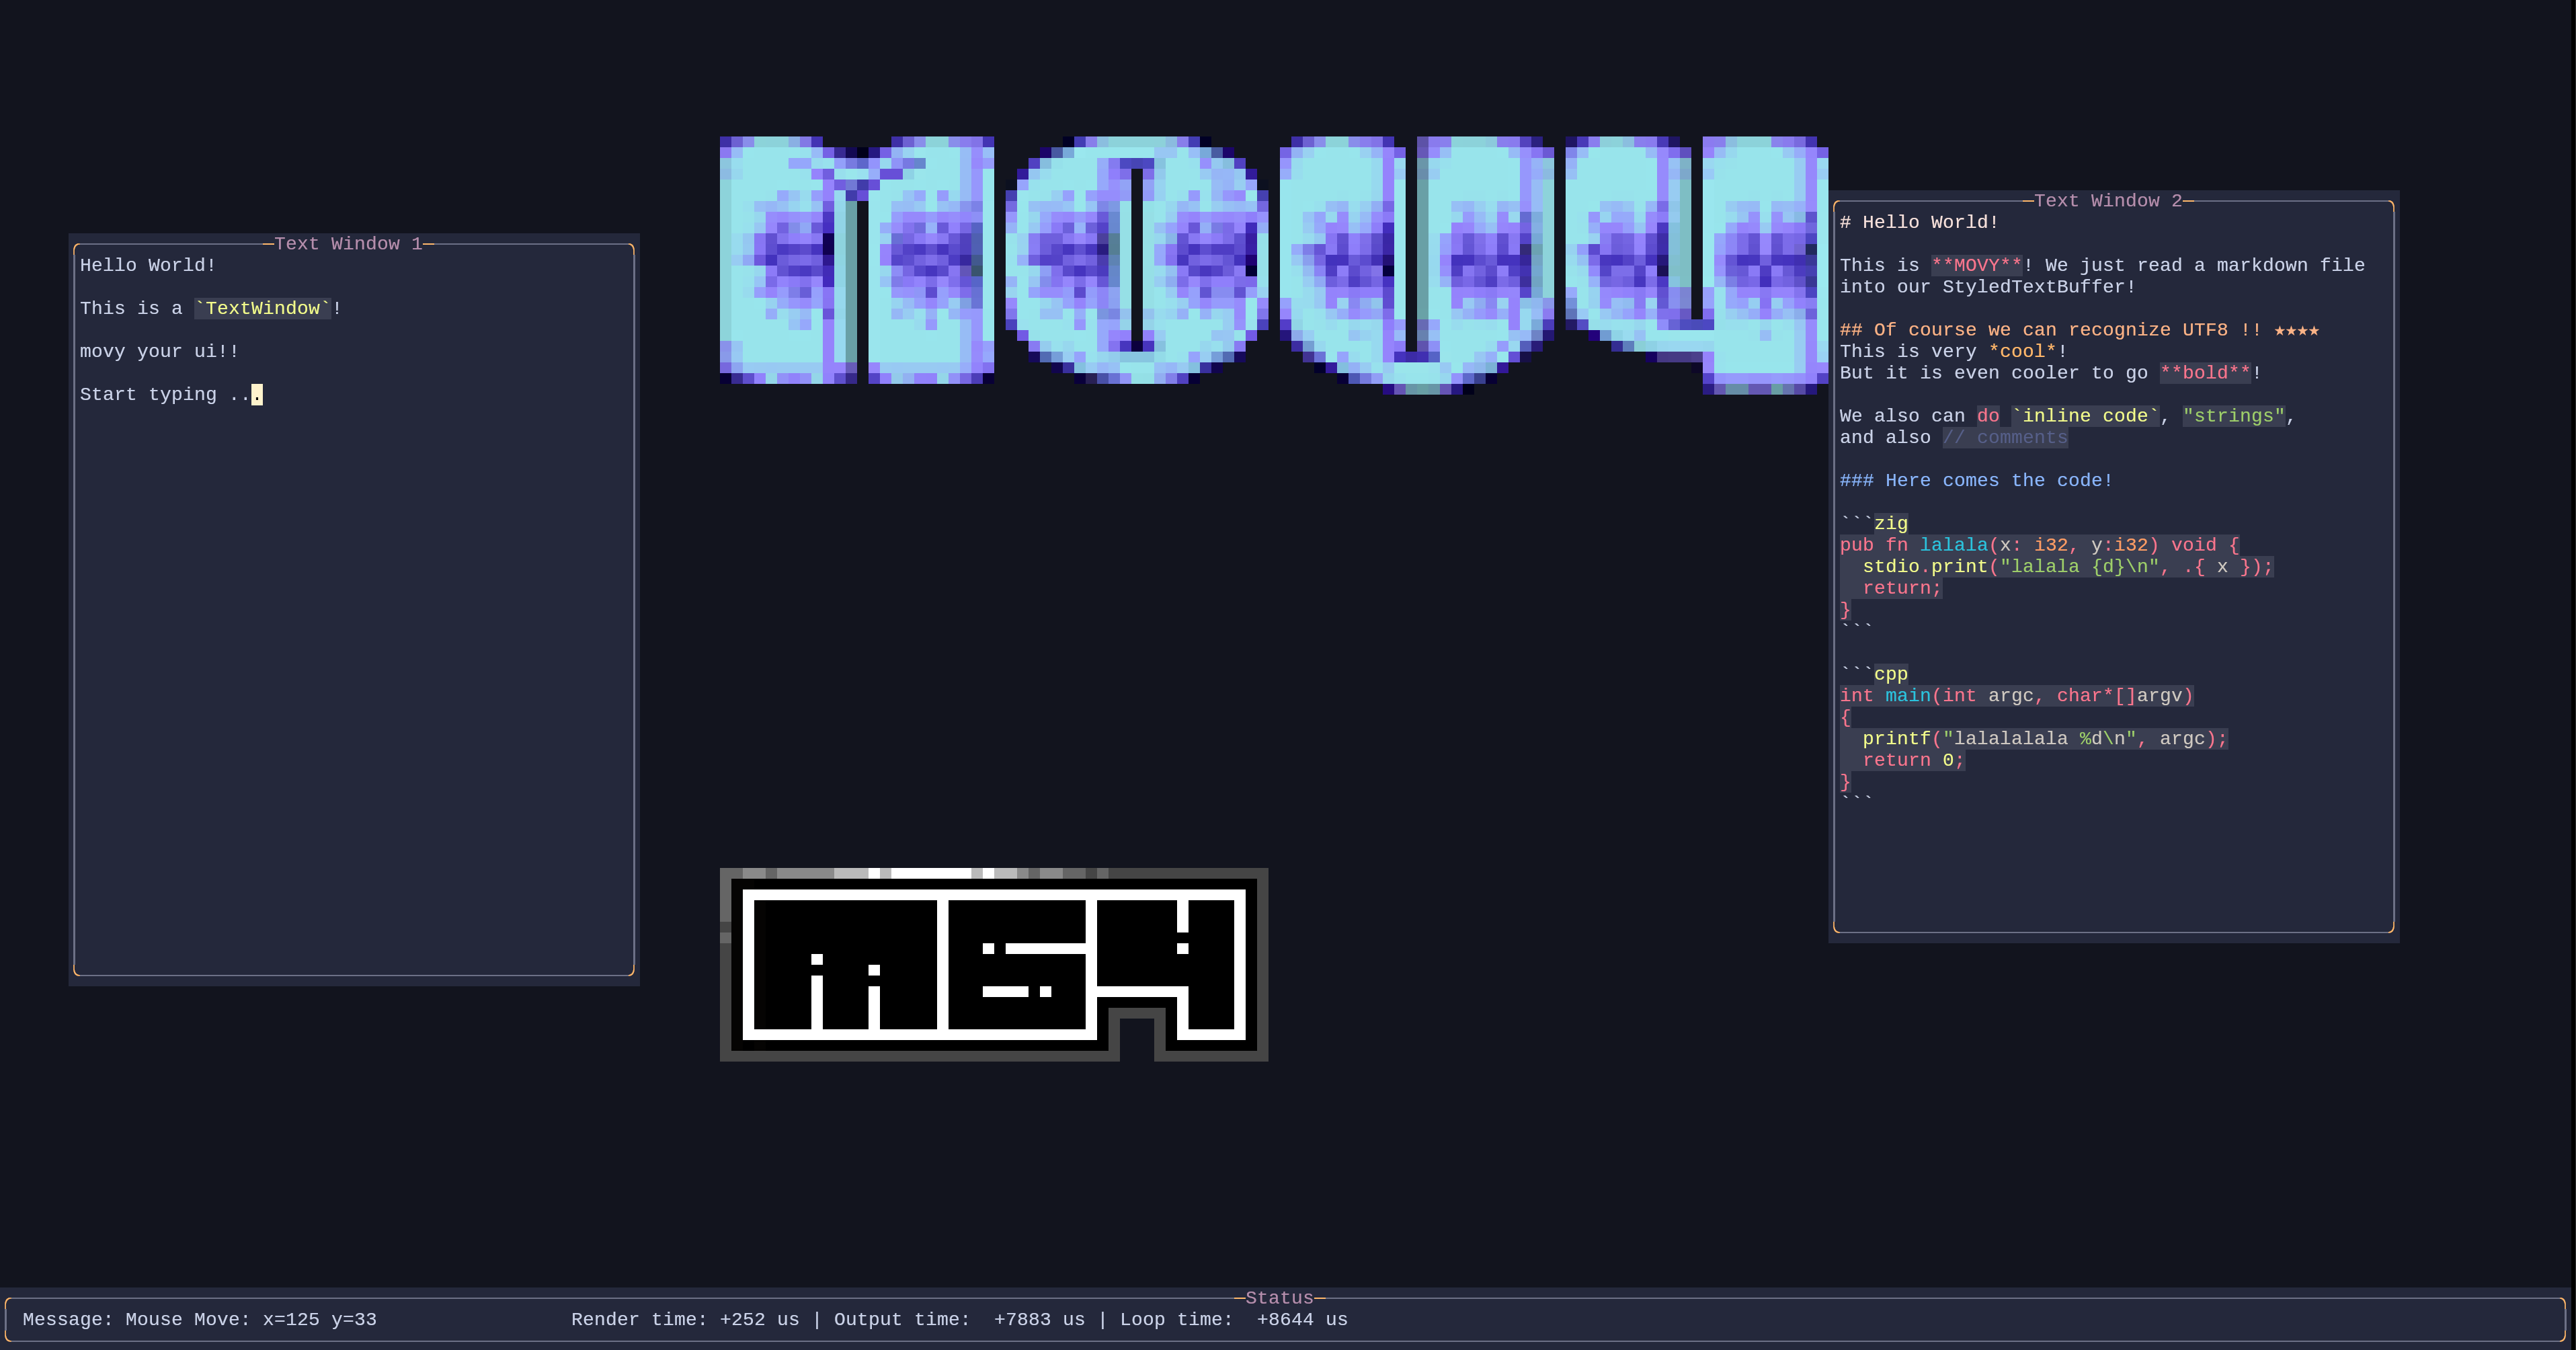 Text Window 1
Hello World!
This is a `TextWindow`!
movy your ui!!
Start typing ...
movy
M64
Text Window 2
# Hello World!
This is **MOVY**! We just read a markdown file
into our StyledTextBuffer!
## Of course we can recognize UTF8 !! ★★★★
This is very *cool*!
But it is even cooler to go **bold**!
We also can do `inline code`, "strings",
and also // comments
### Here comes the code!
```zig
pub fn lalala(x: i32, y:i32) void {
  stdio.print("lalala {d}\n", .{ x });
  return;
}
```
```cpp
int main(int argc, char*[]argv)
{
  printf("lalalalala %d\n", argc);
  return 0;
}
```
Status
Message: Mouse Move: x=125 y=33
Render time: +252 us | Output time:  +7883 us | Loop time:  +8644 us